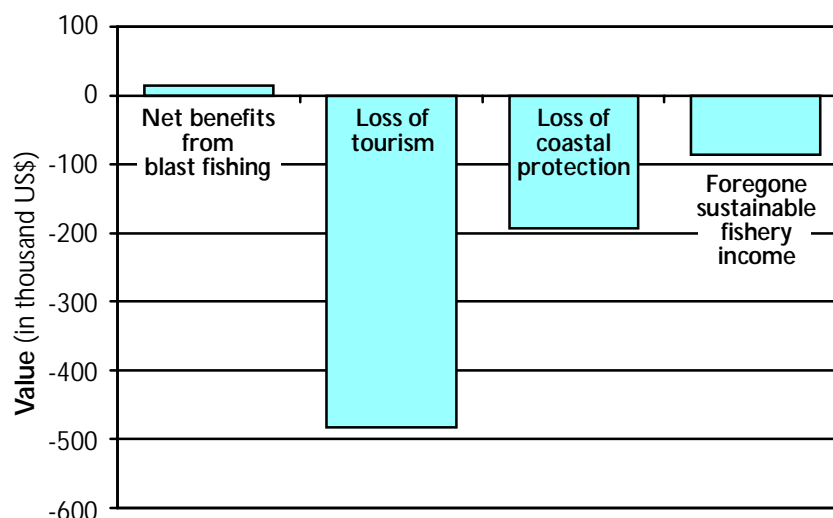 100
0
-100
-200
-300
-400
-500
-600
Value (in thousand US$)
Net benefits
from
blast fishing
Loss of
tourism
Loss of
coastal
protection
Foregone
sustainable
fishery
income